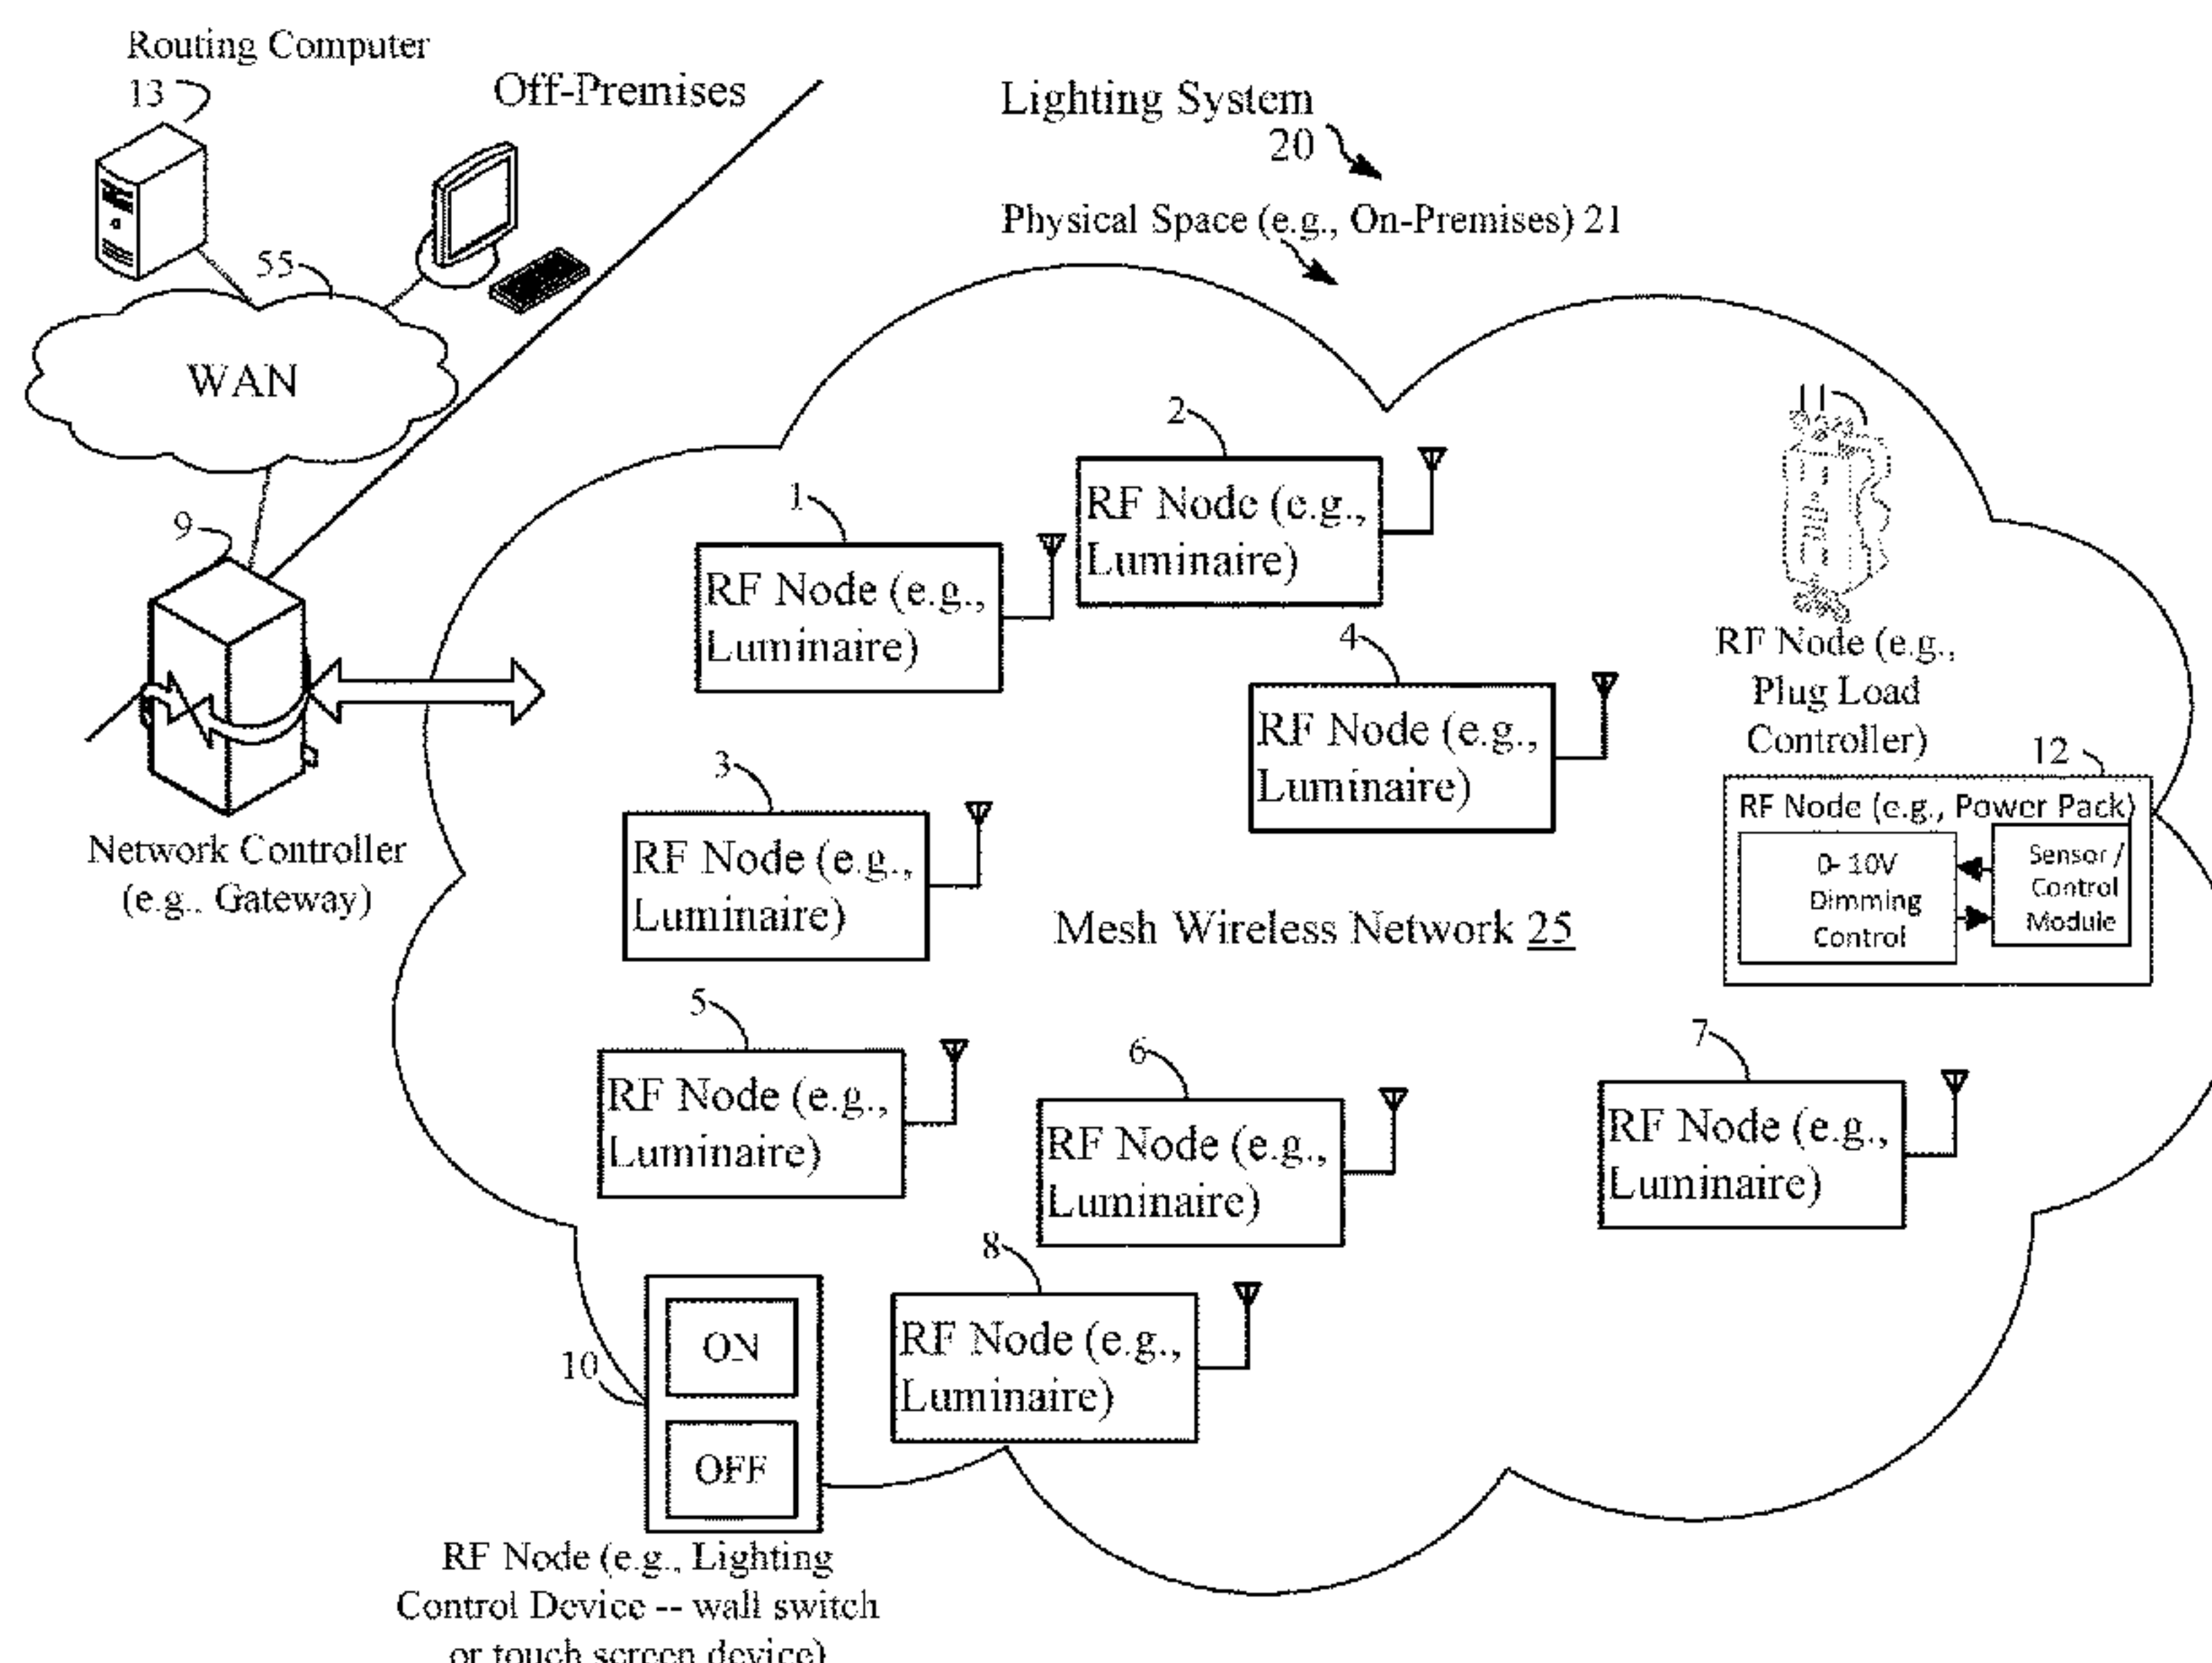 Routing Computer
13
Off-Premises
Lighting System
20
Physical Space (e.g., On-Premises) 21
55
WAN
9
Network Controller
(e.g., Gateway)
2
RF Node (e.g.,
Luminaire)
1
RF Node (e.g.,
Luminaire)
11
RF Node (e.g.,
Plug Load
Controller)
4
RF Node (e.g.,
Luminaire)
3
RF Node (e.g.,
Luminaire)
12
RF Node (e.g., Power Pack)
0- 10V
Dimming
Control
Sensor /
Control
Module
Mesh Wireless Network 25
5
RF Node (e.g.,
Luminaire)
6
RF Node (e.g.,
Luminaire)
7
RF Node (e.g.,
Luminaire)
8
RF Node (e.g.,
Luminaire)
10
ON
OFF
RF Node (e.g., Lighting
Control Device -- wall switch
or touch screen device)